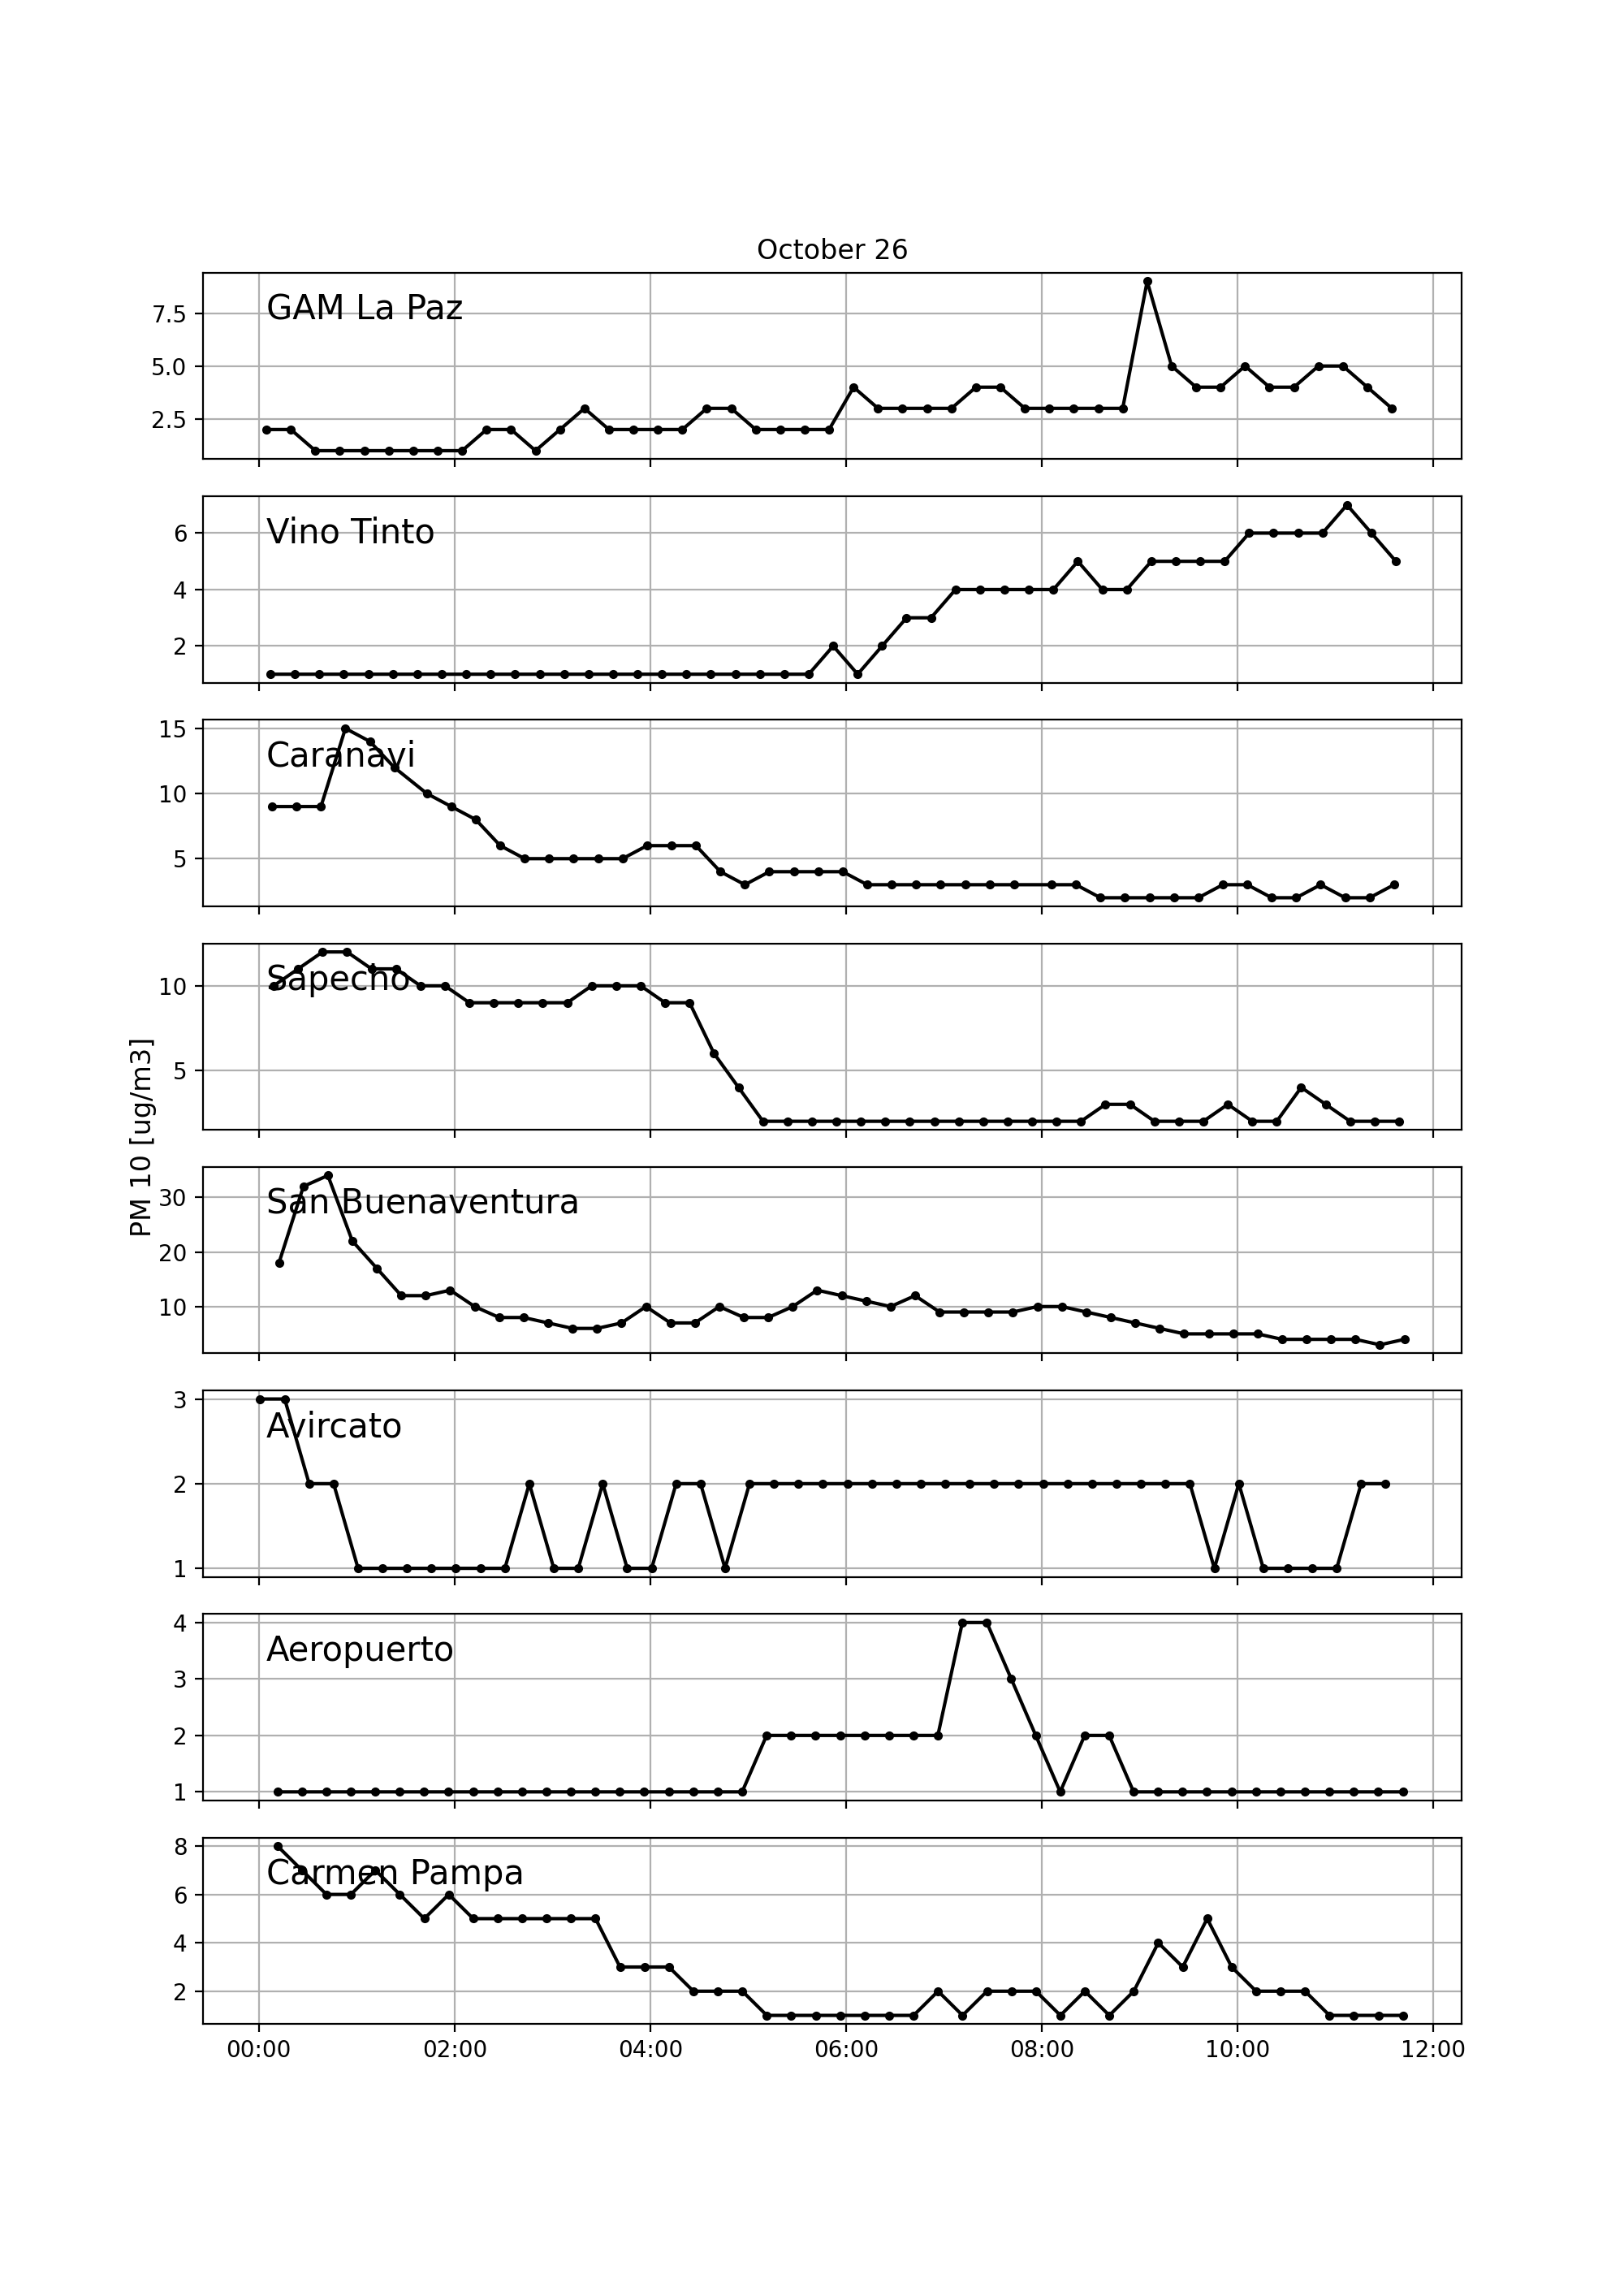 October 26
GAM La Paz
7.5
5.0
2.5
Vino Tinto
6
4
2
Caranavi
15
10
5
Sapecho
10
5
PM 10 [ug/m3]
San Buenaventura
30
20
10
Avircato
3
2
1
Aeropuerto
4
3
2
1
Carmen Pampa
8
6
4
2
00:00 02:00 04:00 06:00 08:00 10:00 12:00